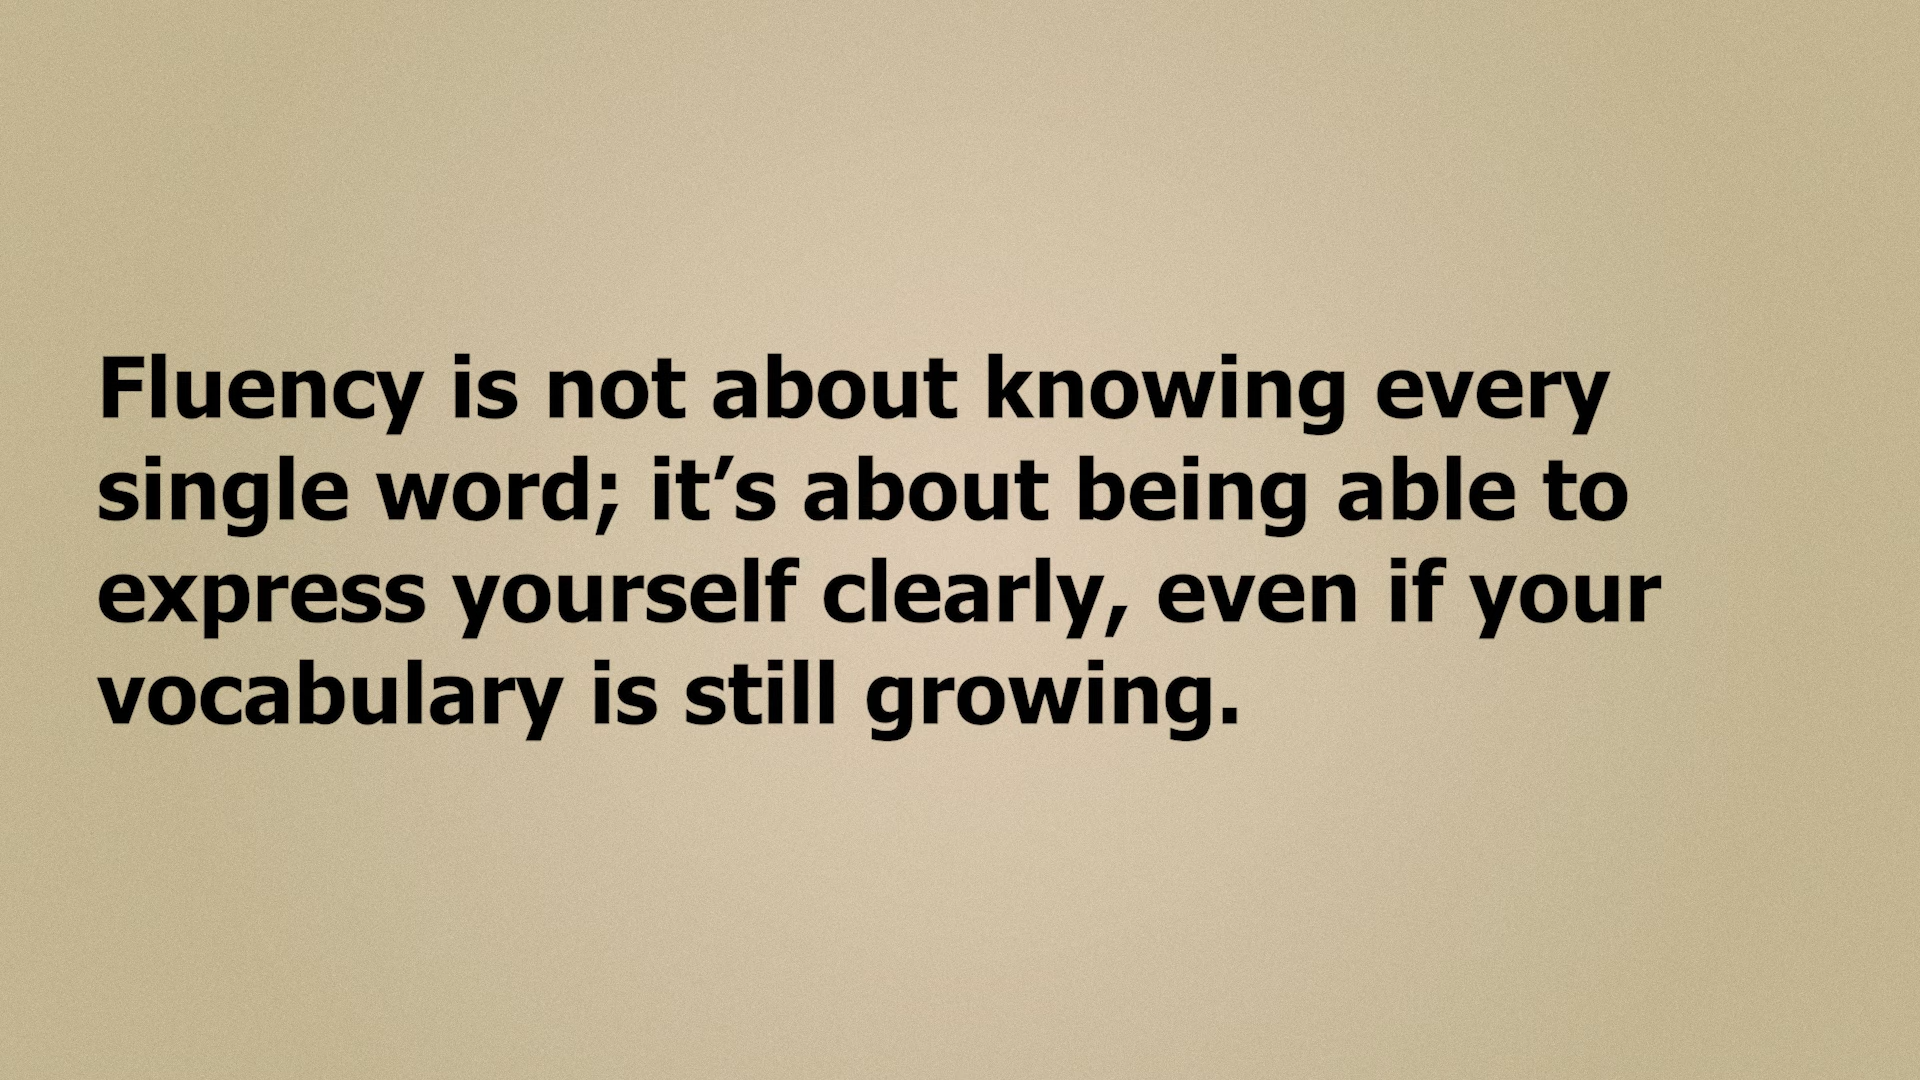 Fluency is not about knowing every
single word; it’s about being able to
express yourself clearly, even if your
vocabulary is still growing.